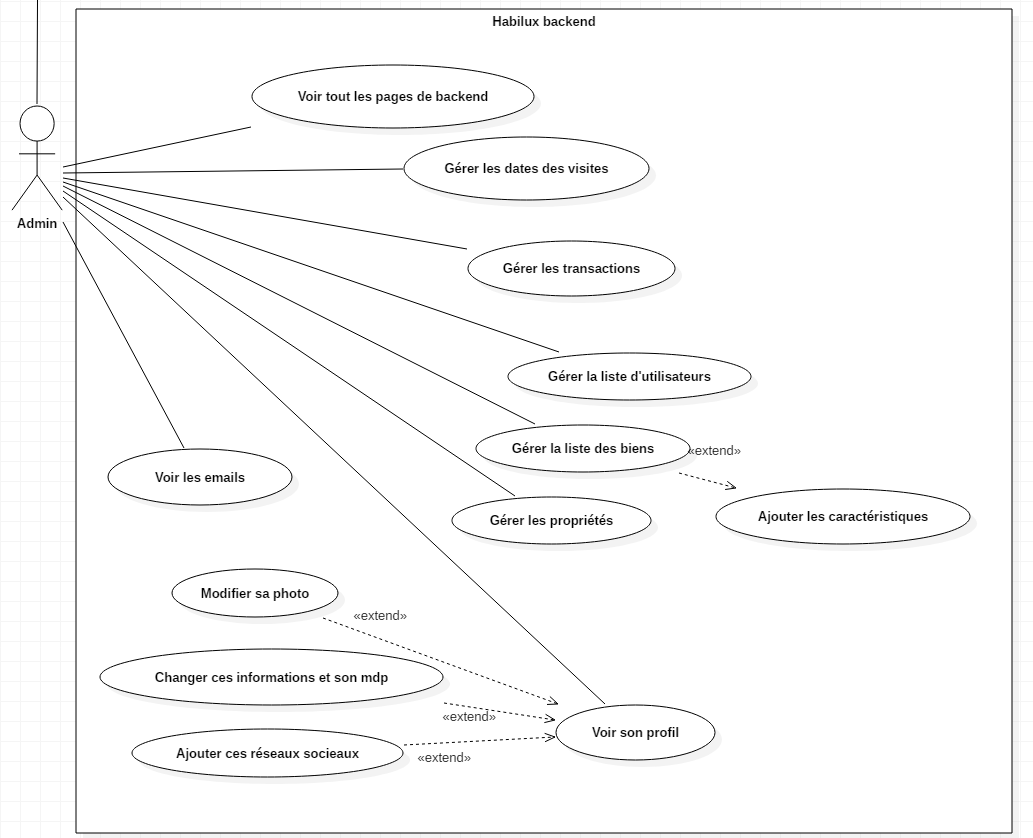 Habilux backend
Voir tout les pages de backend
Gérer les dates des visites
Admin
Gérer les transactions
Gérer la liste d'utilisateurs
Gérer la liste des biens
«extend»
Voir les emails
Gérer les propriétés
Ajouter les caractéristiques
Modifier sa photo
«extend»
Changer ces informations et son mdp
«extend»
Voir son profil
Ajouter ces réseaux socieaux
«extend»